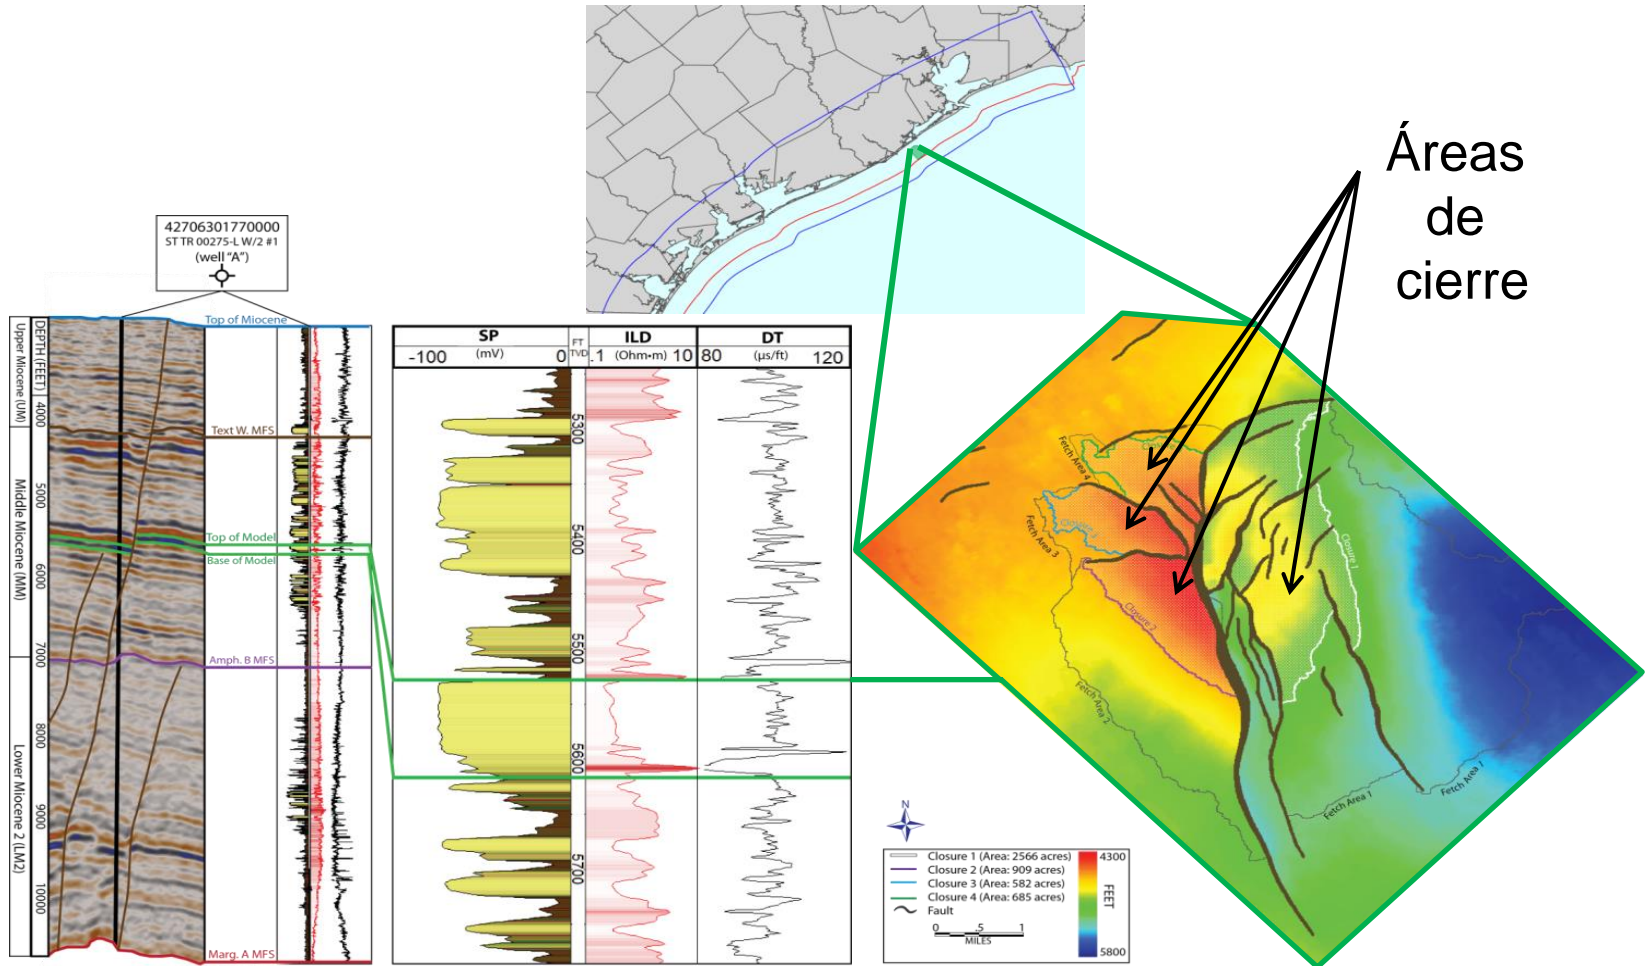 Áreas
de
cierre
42706301770000
ST TR 00275-L W/2 #1
(well "A")
Top of Miocene
Text W. MFS
Top of Model
Base of Model
Amph. B MFS
Marg. A MFS
Upper Miocene (UM)
Middle Miocene (MM)
Lower Miocene 2 (LM2)
DEPTH (FEET)
4000
5000
6000
7000
8000
9000
10000
SP
(mV)
-100
0
FT
TVD
ILD
.1 (Ohm•m) 10
DT
(µs/ft)
80
120
5300
5400
5500
5600
5700
Fetch Area 4
Fetch Area 3
Closure 2
Closure 1
Fetch Area 2
Fetch Area 1
Fetch Area 1
N
Closure 1 (Area: 2566 acres)
Closure 2 (Area: 909 acres)
Closure 3 (Area: 582 acres)
Closure 4 (Area: 685 acres)
Fault
0 .5 1
MILES
4300
FEET
5800